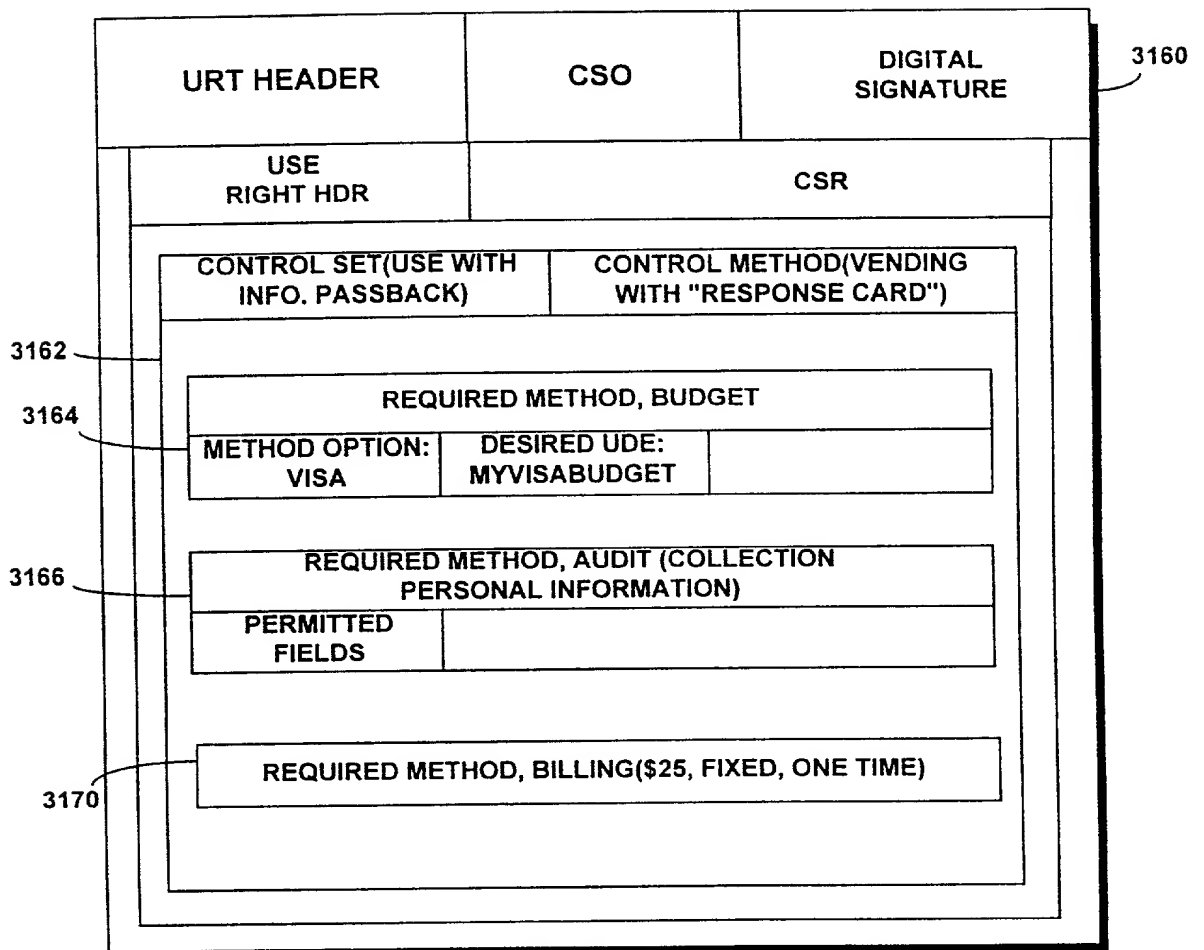 URT HEADER
CSO
DIGITAL
SIGNATURE
3160
USE
RIGHT HDR
CSR
CONTROL SET(USE WITH
INFO. PASSBACK)
CONTROL METHOD(VENDING
WITH "RESPONSE CARD")
3162
REQUIRED METHOD, BUDGET
3164
METHOD OPTION:
VISA
DESIRED UDE:
MYVISABUDGET
REQUIRED METHOD, AUDIT (COLLECTION
PERSONAL INFORMATION)
3166
PERMITTED
FIELDS
REQUIRED METHOD, BILLING($25, FIXED, ONE TIME)
3170